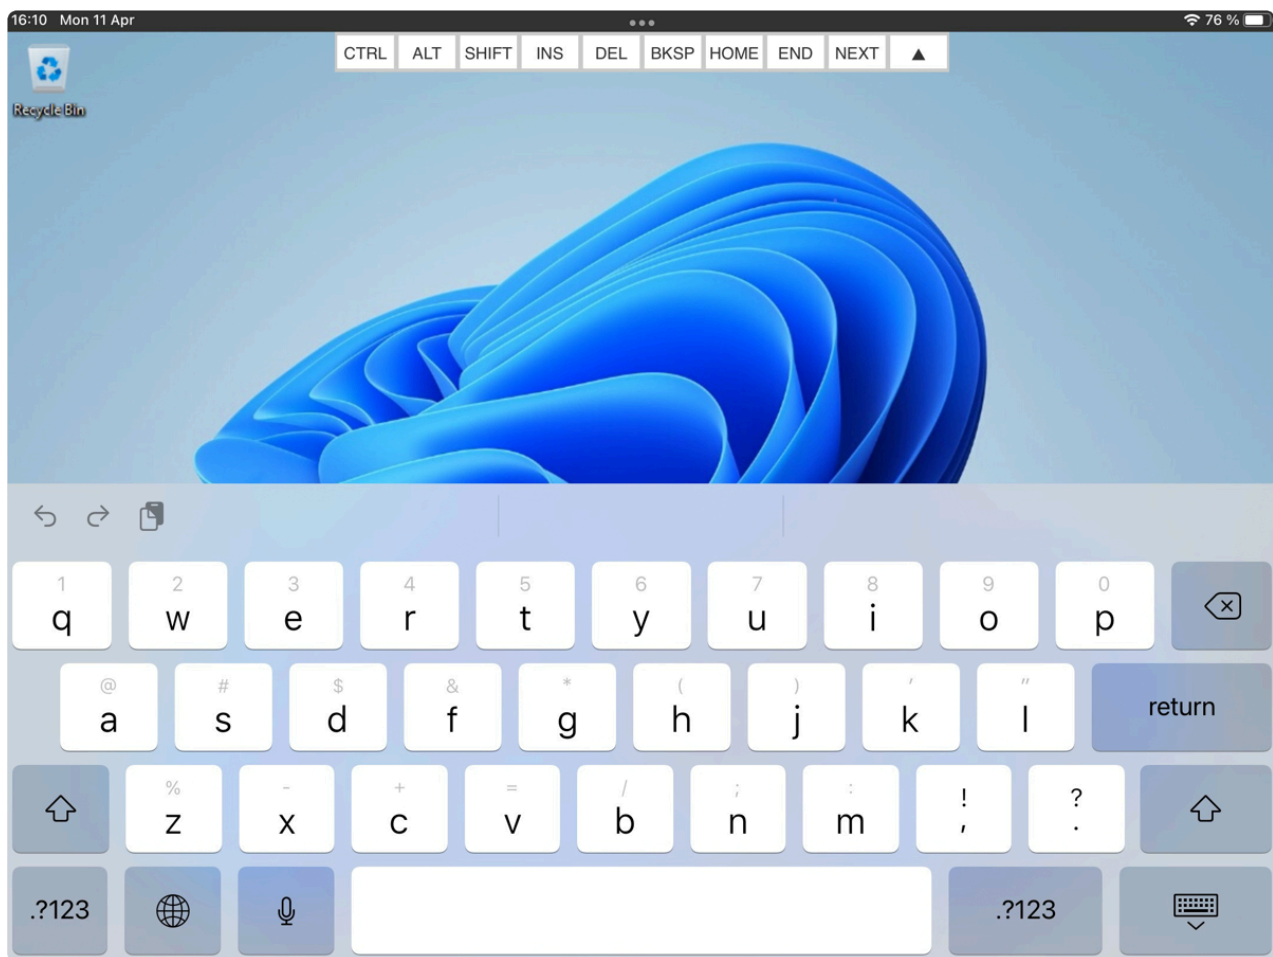 16:10 Mon 11 Apr 76 %
CTRL ALT SHIFT INS DEL BKSP HOME END NEXT ▲
Recycle Bin
1 2 3 4 5 6 7 8 9 0
q w e r t y u i o p
@ # $ & * ( ) ' "
a s d f g h j k l return
% - + = / ; : ! ?
z x c v b n m , .
.?123 .?123